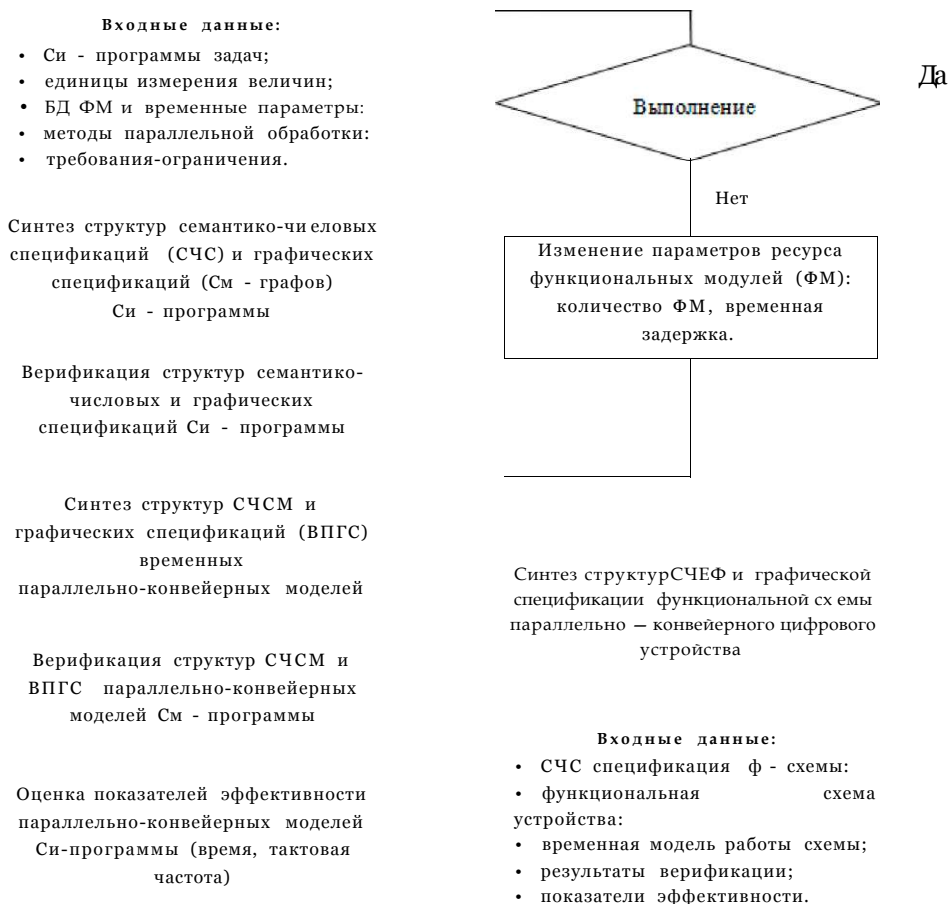 Входные данные:
• Си - программы задач;
• единицы измерения величин;
• БД ФМ и временные параметры:
• методы параллельной обработки:
• требования-ограничения.
Синтез структур семантико-чи еловых
спецификаций (СЧС) и графических
спецификаций (См - графов)
Си - программы
Верификация структур семантико-
числовых и графических
спецификаций Си - программы
Синтез структур СЧСМ и
графических спецификаций (ВПГС)
временных
параллельно-конвейерных моделей
Верификация структур СЧСМ и
ВПГС параллельно-конвейерных
моделей См - программы
Оценка показателей эффективности
параллельно-конвейерных моделей
Си-программы (время, тактовая
частота)
Выполнение
Да
Нет
Изменение параметров ресурса
функциональных модулей (ФМ):
количество ФМ, временная
задержка.
Синтез структурСЧЕФ и графической
спецификации функциональной сх емы
параллельно — конвейерного цифрового
устройства
Входные данные:
• СЧС спецификация ф - схемы:
• функциональная схема
устройства:
• временная модель работы схемы;
• результаты верификации;
• показатели эффективности.